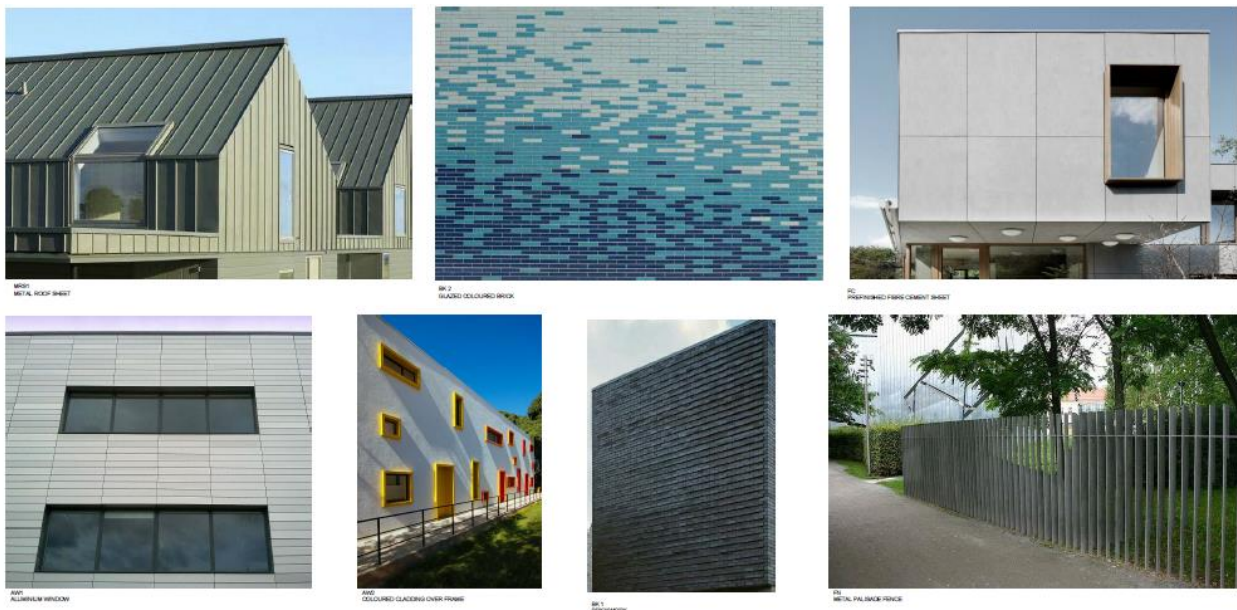 MRS1
METAL ROOF SHEET
BK 2
GLAZED COLOURED BRICK
FC
PREFINISHED FIBRE CEMENT SHEET
AW1
ALUMINIUM WINDOW
AW2
COLOURED CLADDING OVER FRAME
BK 1
FN
METAL PALISADE FENCE